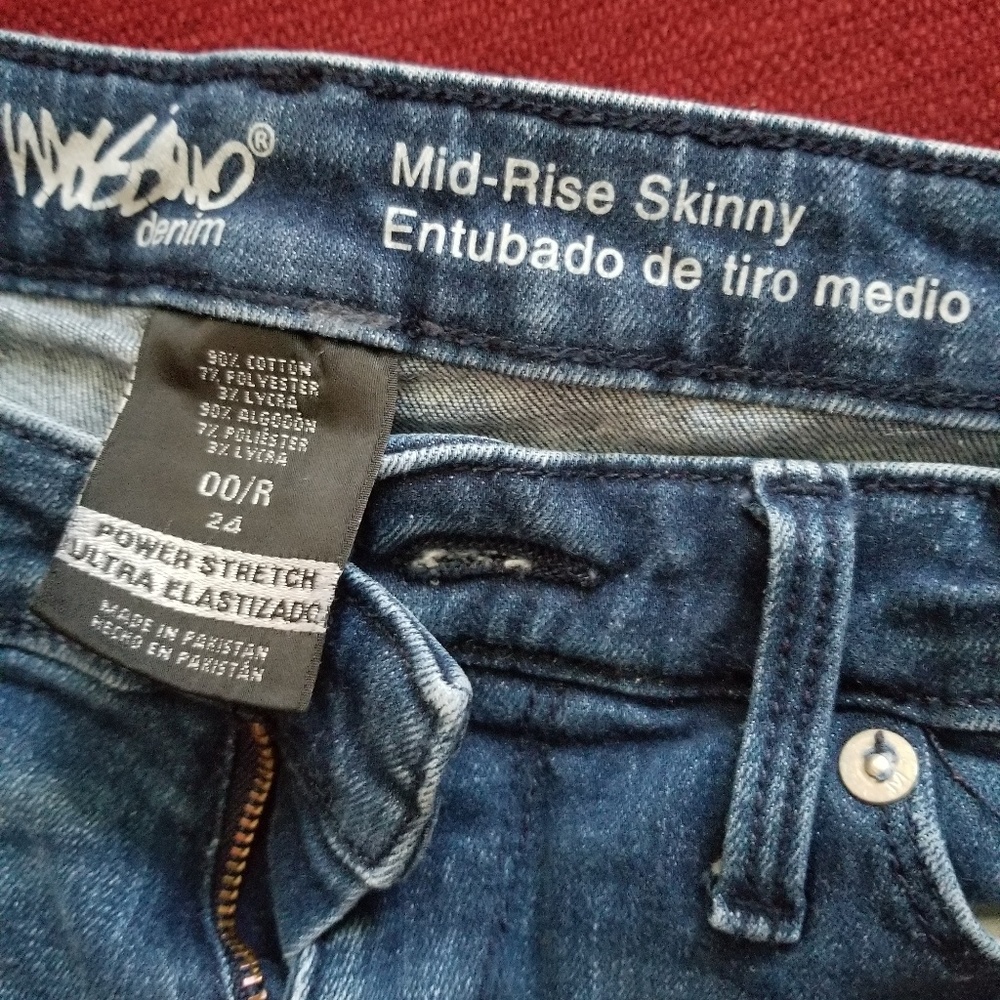 Mossimo®
denim
Mid-Rise Skinny
Entubado de tiro medio
90% COTTON
7% POLYESTER
3% LYCRA
90% ALGODÓN
7% POLIÉSTER
3% LYCRA
00/R
24
POWER STRETCH
ULTRA ELASTIZADO
MADE IN PAKISTAN
HECHO EN PAKISTÁN
M